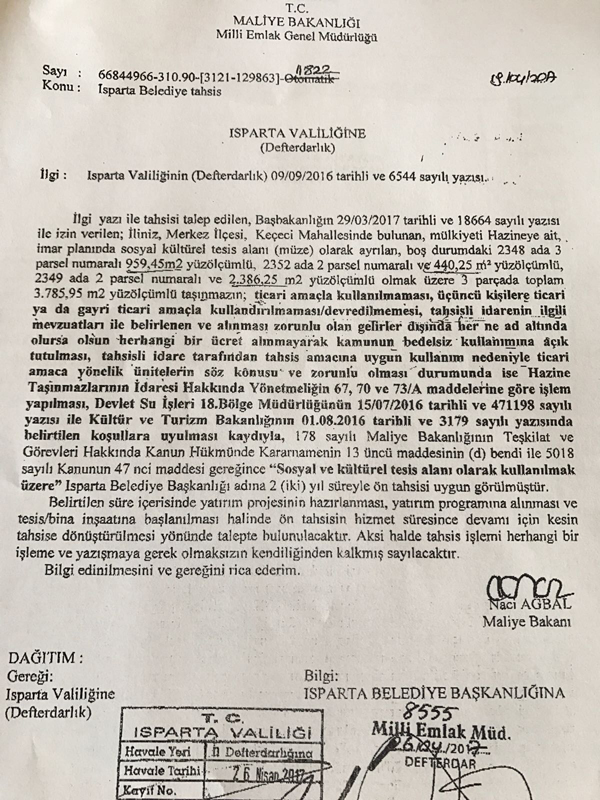 T.C.
MALİYE BAKANLIĞI
Milli Emlak Genel Müdürlüğü
Sayı : 66844966-310.90-[3121-129863]-Otomatik 11822
19/04/2017
Konu : Isparta Belediye tahsis
ISPARTA VALİLİĞİNE
(Defterdarlık)
İlgi : Isparta Valiliğinin (Defterdarlık) 09/09/2016 tarihli ve 6544 sayılı yazısı.
İlgi yazı ile tahsisi talep edilen, Başbakanlığın 29/03/2017 tarihli ve 18664 sayılı yazısı
ile izin verilen; İliniz, Merkez İlçesi, Keçeci Mahallesinde bulunan, mülkiyeti Hazineye ait,
imar planında sosyal kültürel tesis alanı (müze) olarak ayrılan, boş durumdaki 2348 ada 3
parsel numaralı 959,45m2 yüzölçümlü, 2352 ada 2 parsel numaralı ve 440,25 m² yüzölçümlü,
2349 ada 2 parsel numaralı ve 2.386,25 m2 yüzölçümlü olmak üzere 3 parçada toplam
3.785,95 m2 yüzölçümlü taşınmazın; ticari amaçla kullanılmaması, üçüncü kişilere ticari
ya da gayri ticari amaçla kullandırılmaması/devredilmemesi, tahsisli idarenin ilgili
mevzuatları ile belirlenen ve alınması zorunlu olan gelirler dışında her ne ad altında
olursa olsun herhangi bir ücret alınmayarak kamunun bedelsiz kullanımına açık
tutulması, tahsisli idare tarafından tahsis amacına uygun kullanım nedeniyle ticari
amaca yönelik ünitelerin söz konusu ve zorunlu olması durumunda ise Hazine
Taşınmazlarının İdaresi Hakkında Yönetmeliğin 67, 70 ve 73/A maddelerine göre işlem
yapılması, Devlet Su İşleri 18.Bölge Müdürlüğünün 15/07/2016 tarihli ve 471198 sayılı
yazısı ile Kültür ve Turizm Bakanlığının 01.08.2016 tarihli ve 3179 sayılı yazısında
belirtilen koşullara uyulması kaydıyla, 178 sayılı Maliye Bakanlığının Teşkilat ve
Görevleri Hakkında Kanun Hükmünde Kararnamenin 13 üncü maddesinin (d) bendi ile 5018
sayılı Kanunun 47 nci maddesi gereğince "Sosyal ve kültürel tesis alanı olarak kullanılmak
üzere" Isparta Belediye Başkanlığı adına 2 (iki) yıl süreyle ön tahsisi uygun görülmüştür.
Belirtilen süre içerisinde yatırım projesinin hazırlanması, yatırım programına alınması ve
tesis/bina inşaatına başlanılması halinde ön tahsisin hizmet süresince devamı için kesin
tahsise dönüştürülmesi yönünde talepte bulunulacaktır. Aksi halde tahsis işlemi herhangi bir
işleme ve yazışmaya gerek olmaksızın kendiliğinden kalkmış sayılacaktır.
Bilgi edinilmesini ve gereğini rica ederim.
Naci AĞBAL
Maliye Bakanı
DAĞITIM :
Gereği:
Isparta Valiliğine
(Defterdarlık)
Bilgi:
ISPARTA BELEDİYE BAŞKANLIĞINA
8555
Milli Emlak Müd.
26/04/2017
DEFTERDAR
T. C.
ISPARTA VALİLİĞİ
Havale Yeri İl Defterdarlığına
Havale Tarihi 26 Nisan 2017
Kayıt No.